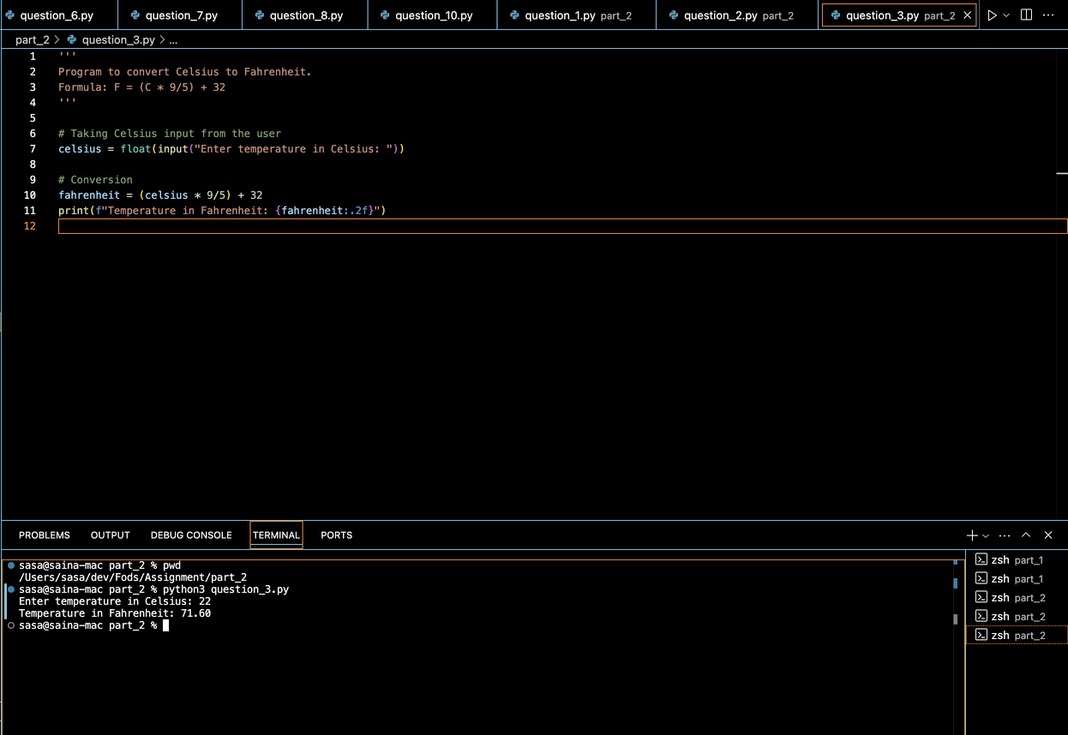 question_6.py question_7.py question_8.py question_10.py question_1.py part_2 question_2.py part_2 question_3.py part_2
part_2 > question_3.py > ...
1 '''
2 Program to convert Celsius to Fahrenheit.
3 Formula: F = (C * 9/5) + 32
4 '''
5
6 # Taking Celsius input from the user
7 celsius = float(input("Enter temperature in Celsius: "))
8
9 # Conversion
10 fahrenheit = (celsius * 9/5) + 32
11 print(f"Temperature in Fahrenheit: {fahrenheit:.2f}")
12
PROBLEMS OUTPUT DEBUG CONSOLE TERMINAL PORTS
sasa@saina-mac part_2 % pwd
/Users/sasa/dev/Fods/Assignment/part_2
sasa@saina-mac part_2 % python3 question_3.py
Enter temperature in Celsius: 22
Temperature in Fahrenheit: 71.60
sasa@saina-mac part_2 %
zsh part_1
zsh part_1
zsh part_2
zsh part_2
zsh part_2